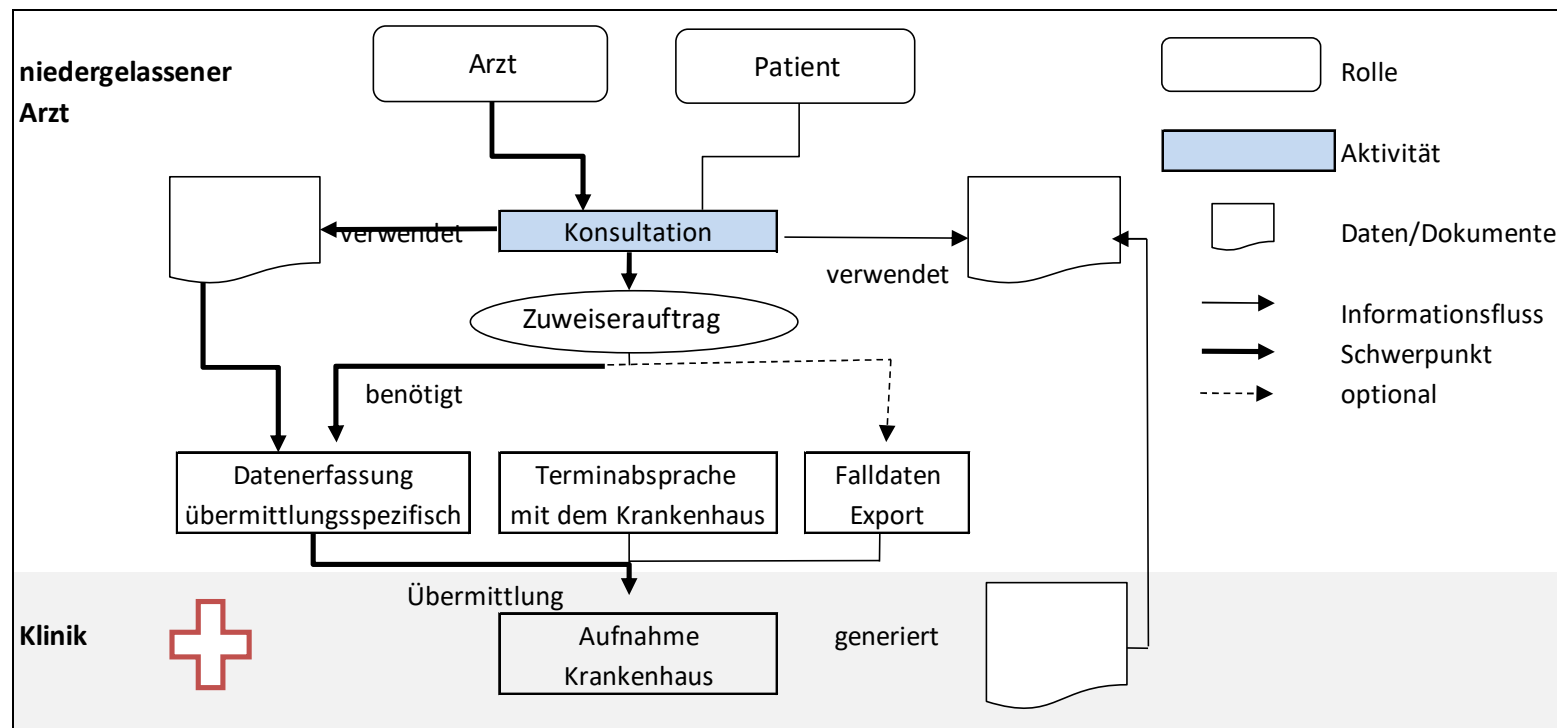 niedergelassener
Arzt
Arzt
Patient
Rolle
Aktivität
verwendet
Konsultation
verwendet
Daten/Dokumente
Zuweiserauftrag
Informationsfluss
Schwerpunkt
benötigt
optional
Datenerfassung
übermittlungsspezifisch
Terminabsprache
mit dem Krankenhaus
Falldaten
Export
Übermittlung
Klinik
Aufnahme
Krankenhaus
generiert